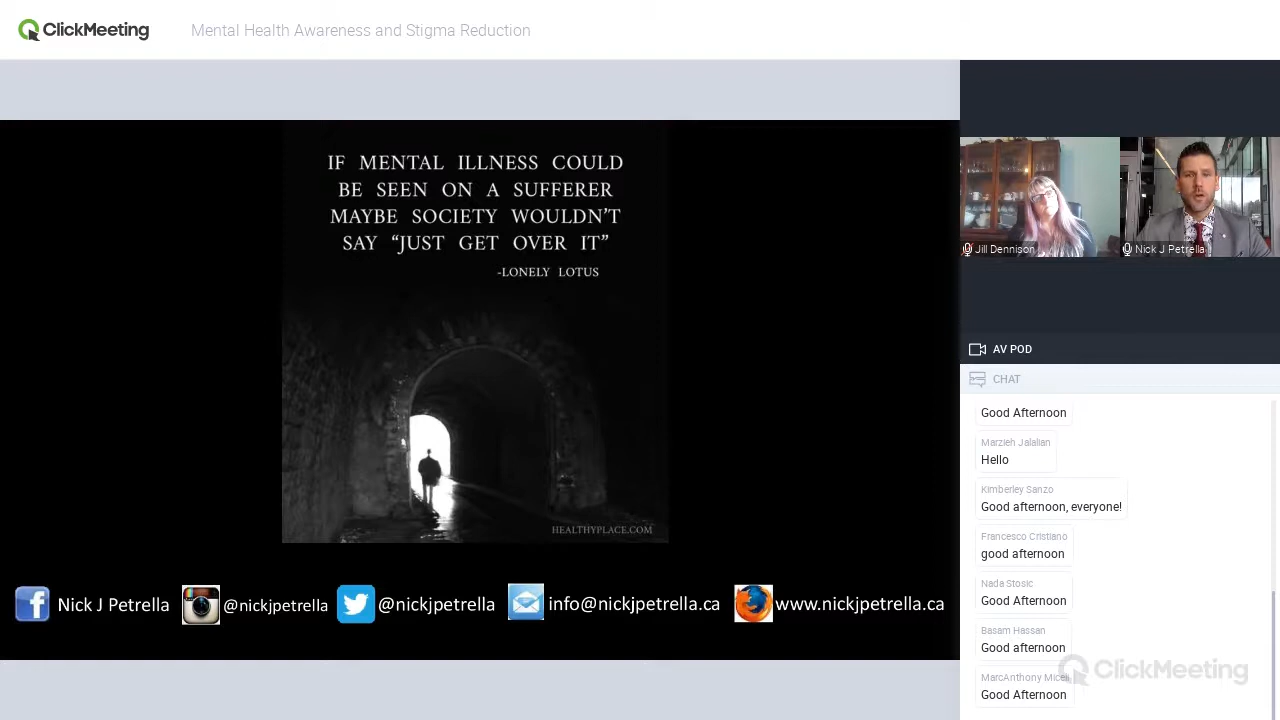 ClickMeeting
Mental Health Awareness and Stigma Reduction
IF MENTAL ILLNESS COULD
BE SEEN ON A SUFFERER
MAYBE SOCIETY WOULDN'T
SAY “JUST GET OVER IT”
-LONELY LOTUS
HEALTHYPLACE.COM
Nick J Petrella
@nickjpetrella
@nickjpetrella
info@nickjpetrella.ca
www.nickjpetrella.ca
Jill Dennison
Nick J Petrella
AV POD
CHAT
Good Afternoon
Marzieh Jalalian
Hello
Kimberley Sanzo
Good afternoon, everyone!
Francesco Cristiano
good afternoon
Nada Stosic
Good Afternoon
Basam Hassan
Good afternoon
MarcAnthony Miceli
Good Afternoon
ClickMeeting